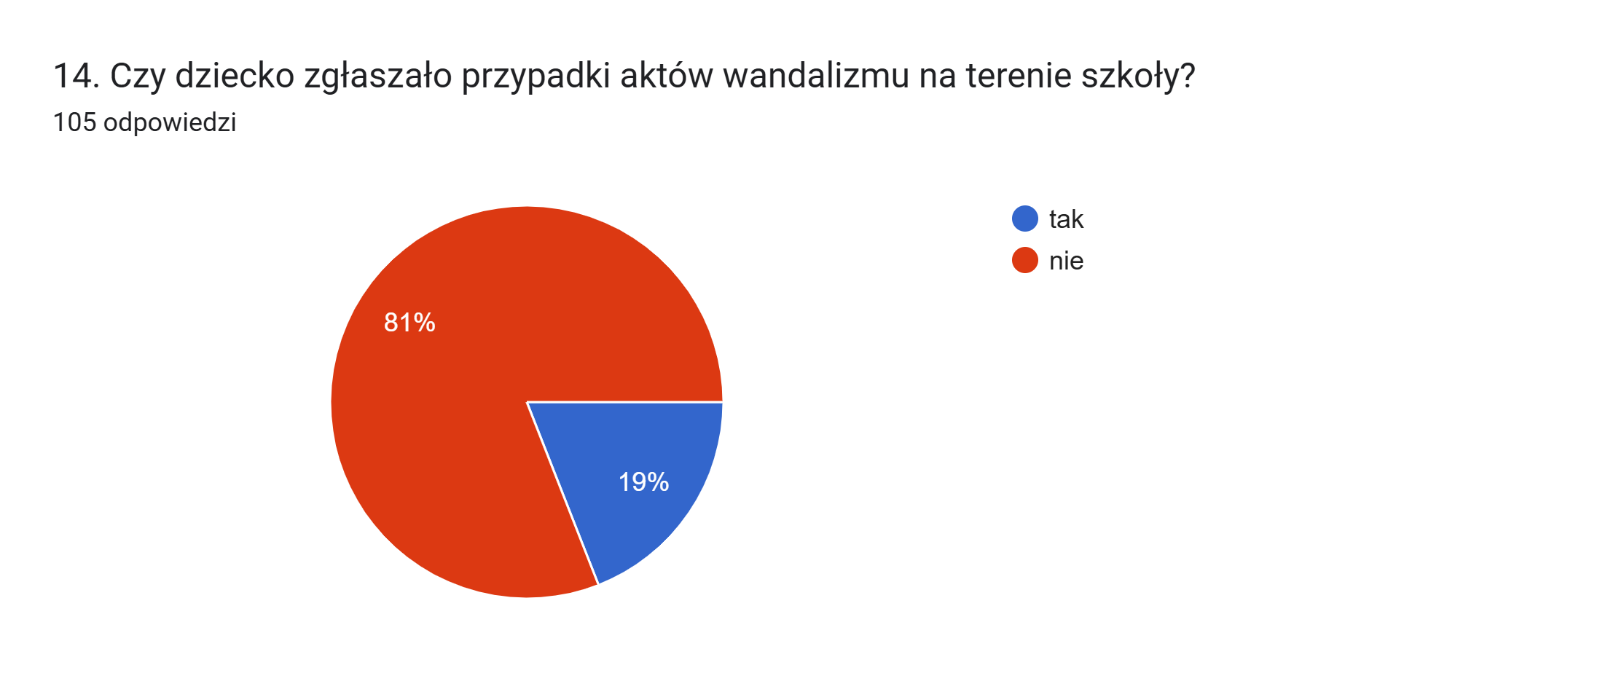 14. Czy dziecko zgłaszało przypadki aktów wandalizmu na terenie szkoły?
105 odpowiedzi
tak
nie
81%
19%